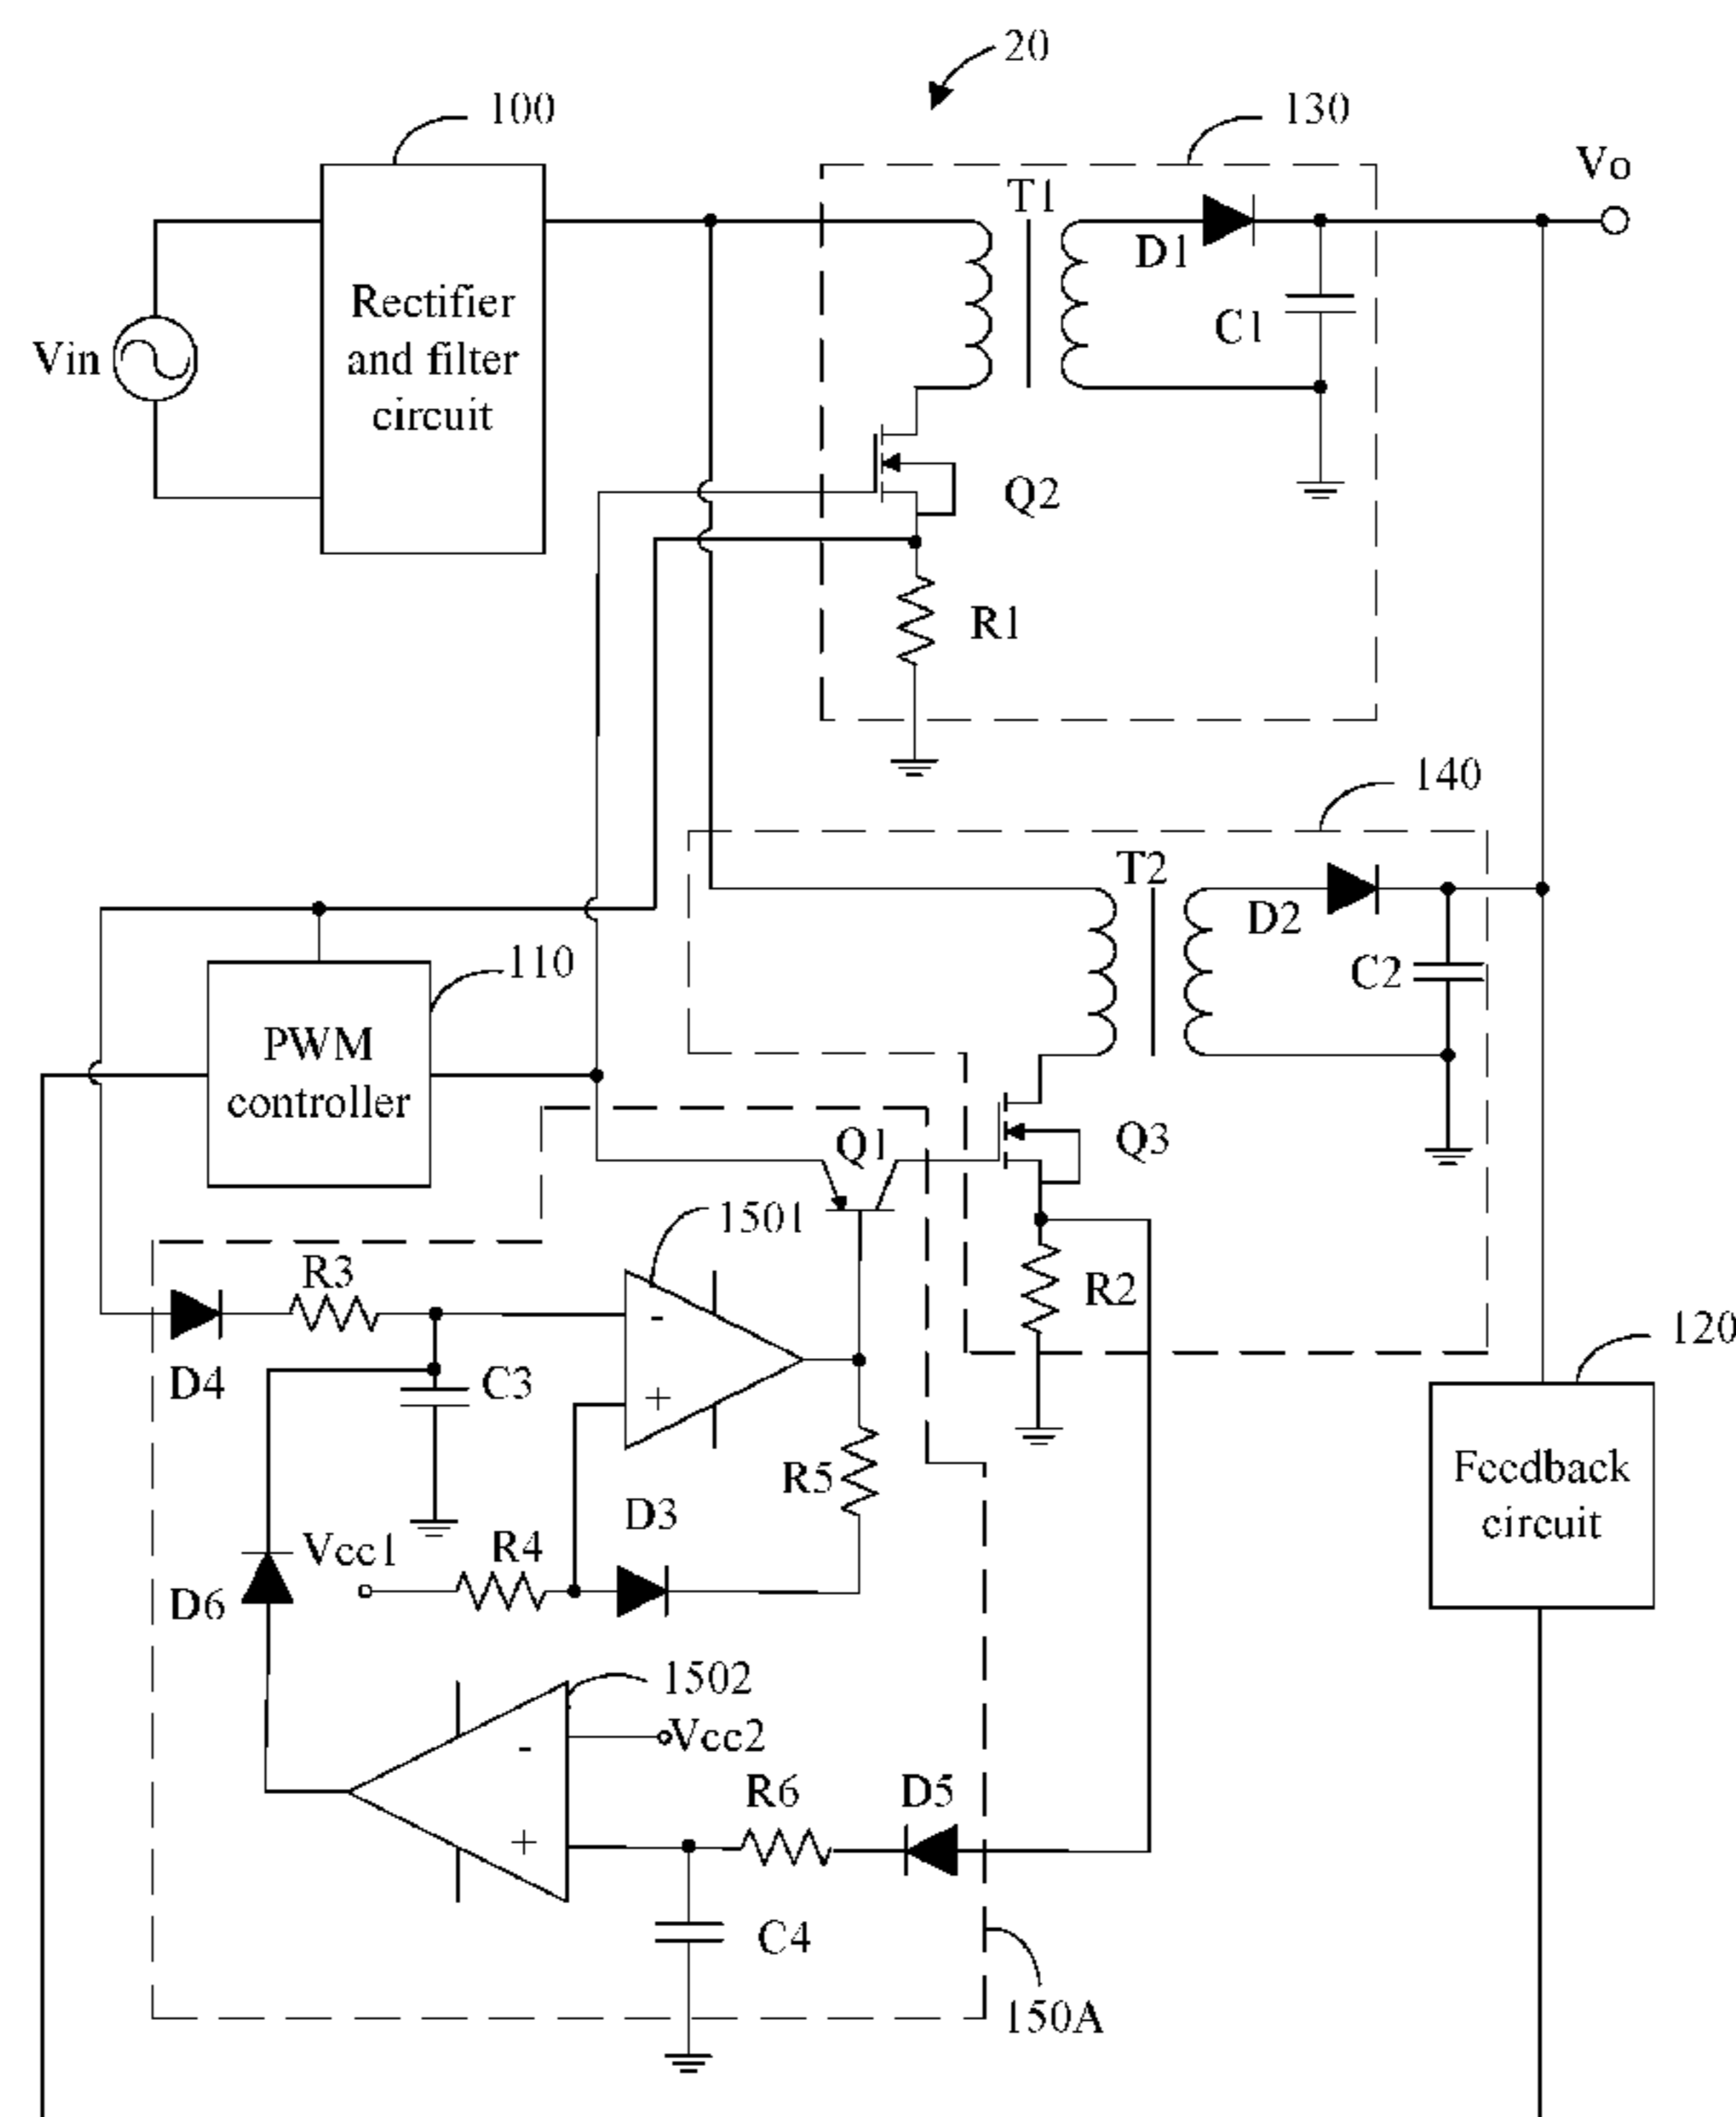 20
100
130
Vo
T1
D1
Rectifier
and filter
circuit
C1
Vin
Q2
R1
140
T2
D2
110
C2
PWM
controller
Q1
Q3
1501
R3
R2
120
-
D4
C3
+
Feedback
circuit
R5
D3
Vcc1
R4
D6
1502
-
Vcc2
R6
D5
+
C4
150A